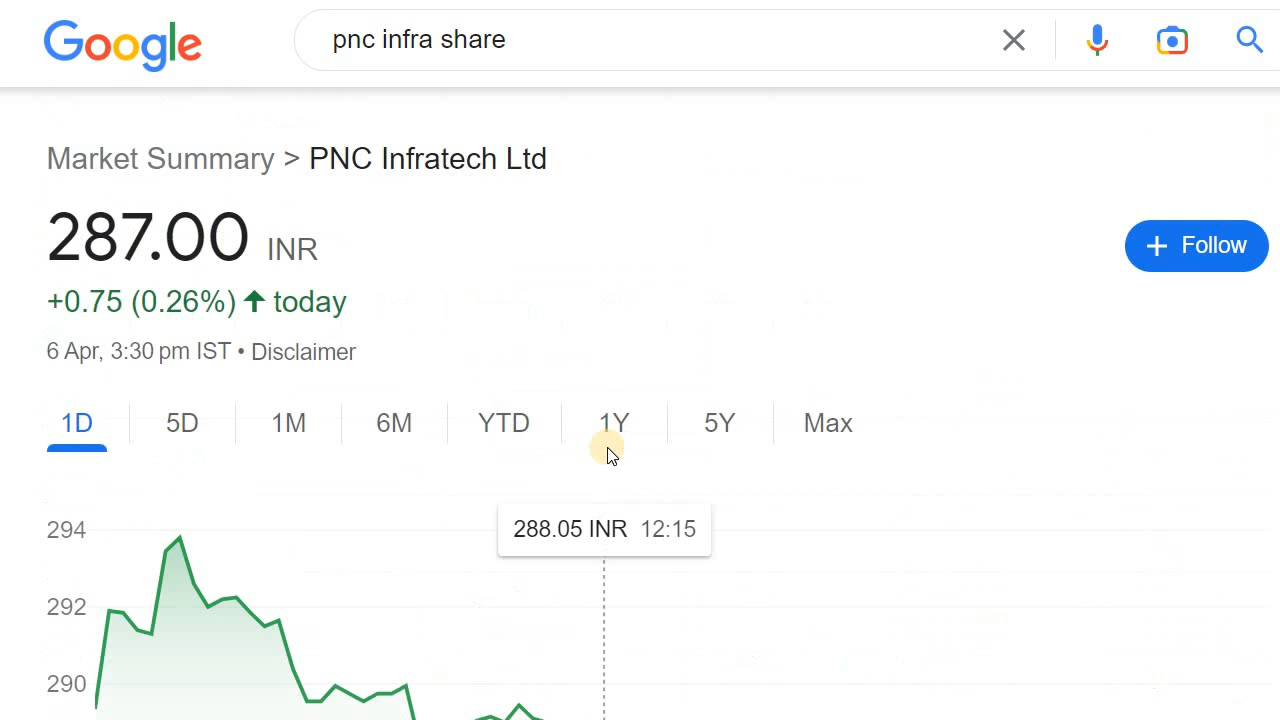 Google
pnc infra share
Market Summary > PNC Infratech Ltd
287.00 INR
+ Follow
+0.75 (0.26%) ↑ today
6 Apr, 3:30 pm IST • Disclaimer
1D 5D 1M 6M YTD 1Y 5Y Max
294
288.05 INR 12:15
292
290